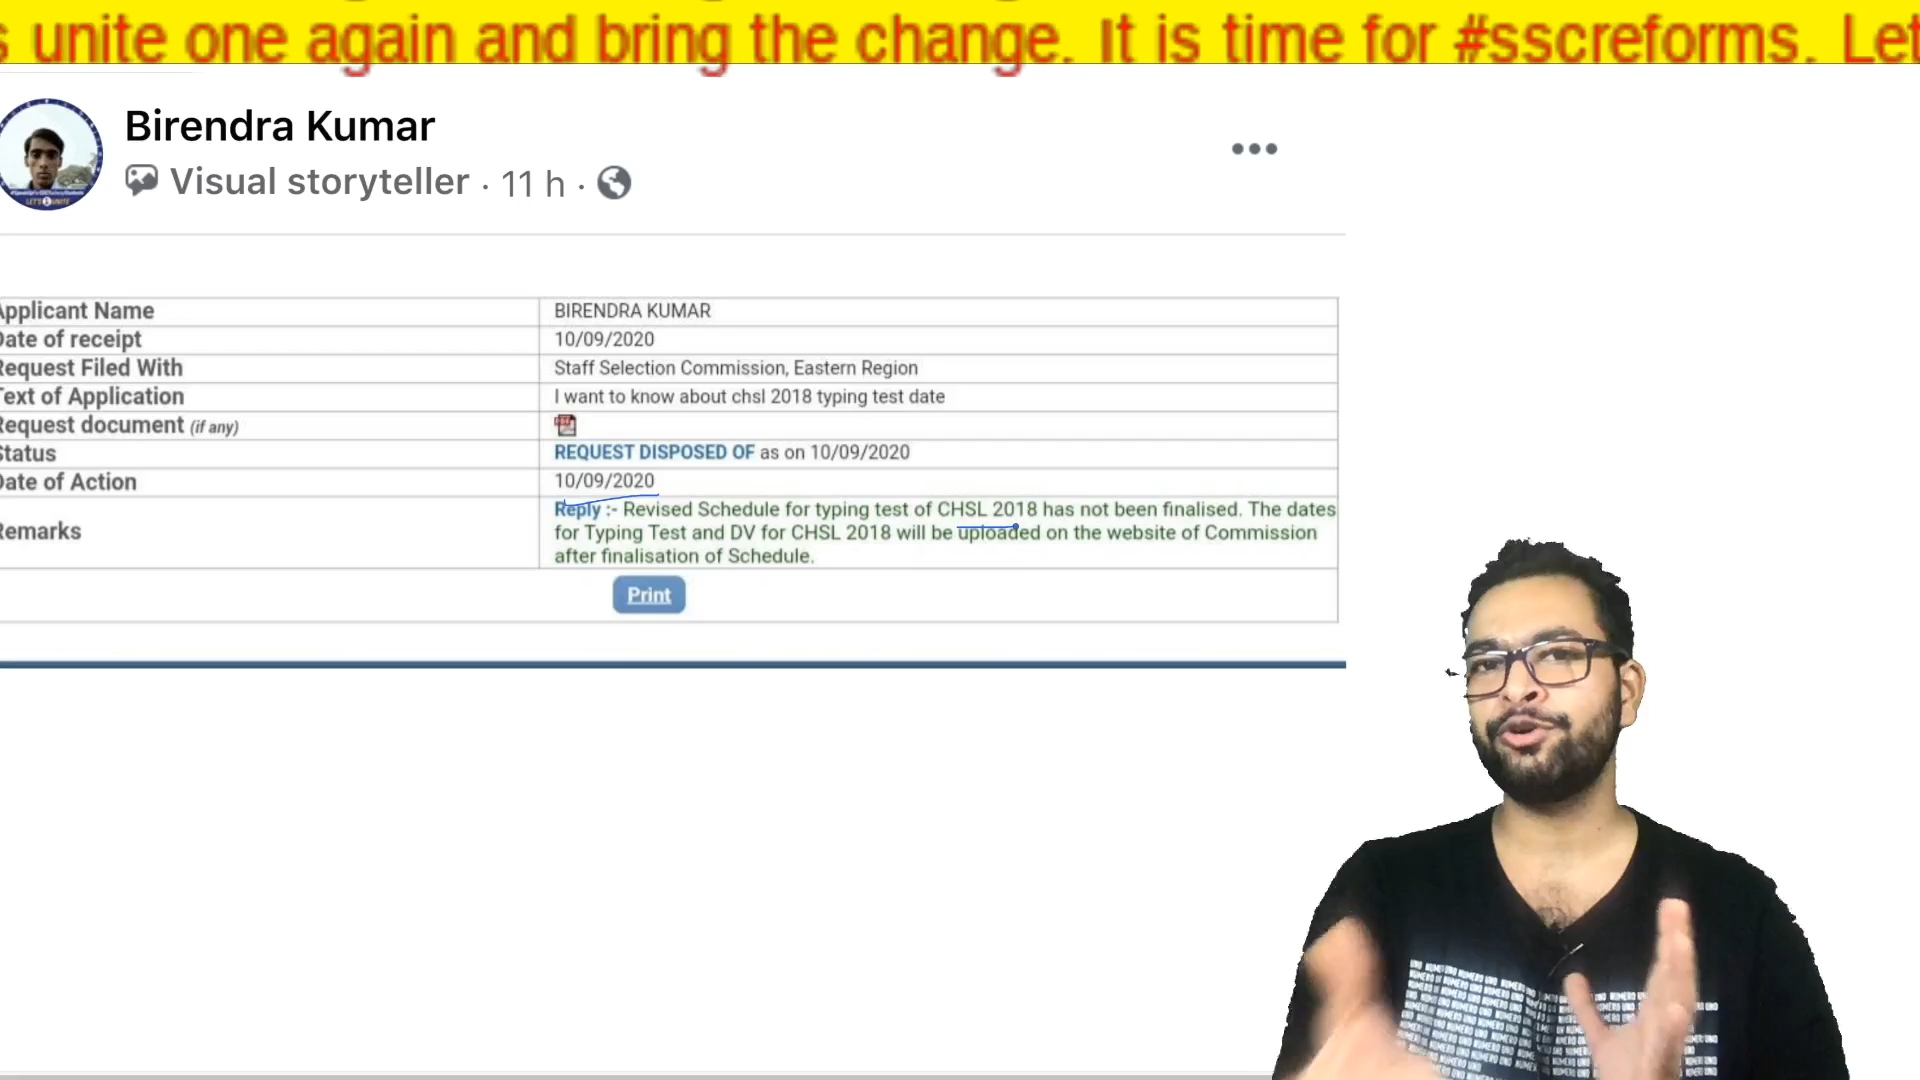 unite one again and bring the change. It is time for #sscreforms. Let
Birendra Kumar
Visual storyteller · 11 h ·
LET'S UNITE
Applicant Name BIRENDRA KUMAR
Date of receipt 10/09/2020
Request Filed With Staff Selection Commission, Eastern Region
Text of Application I want to know about chsl 2018 typing test date
Request document (if any)
Status REQUEST DISPOSED OF as on 10/09/2020
Date of Action 10/09/2020
Remarks Reply :- Revised Schedule for typing test of CHSL 2018 has not been finalised. The dates
for Typing Test and DV for CHSL 2018 will be uploaded on the website of Commission
after finalisation of Schedule.
Print